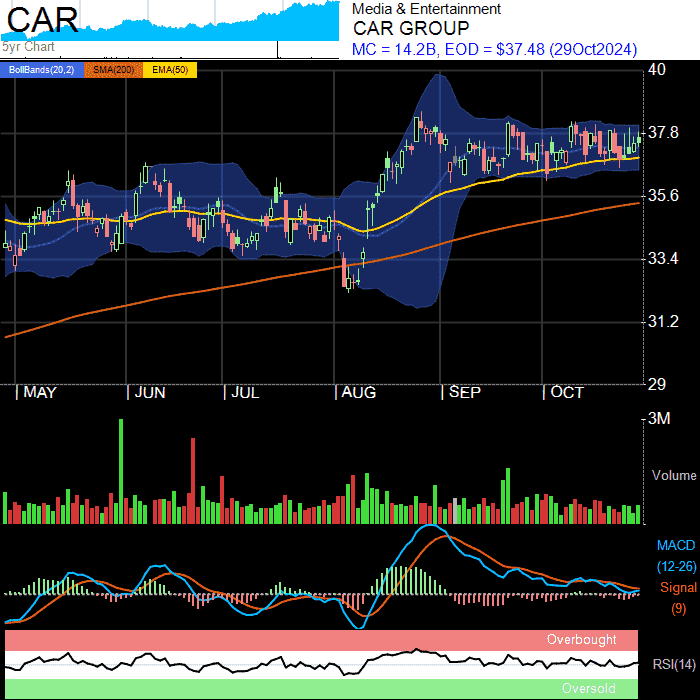 CAR
5yr Chart
Media & Entertainment
CAR GROUP
MC = 14.2B, EOD = $37.48 (29Oct2024)
BollBands(20,2) SMA(200) EMA(50)
40
37.8
35.6
33.4
31.2
29
MAY JUN JUL AUG SEP OCT
3M
Volume
MACD
(12-26)
Signal
(9)
Overbought
RSI(14)
Oversold